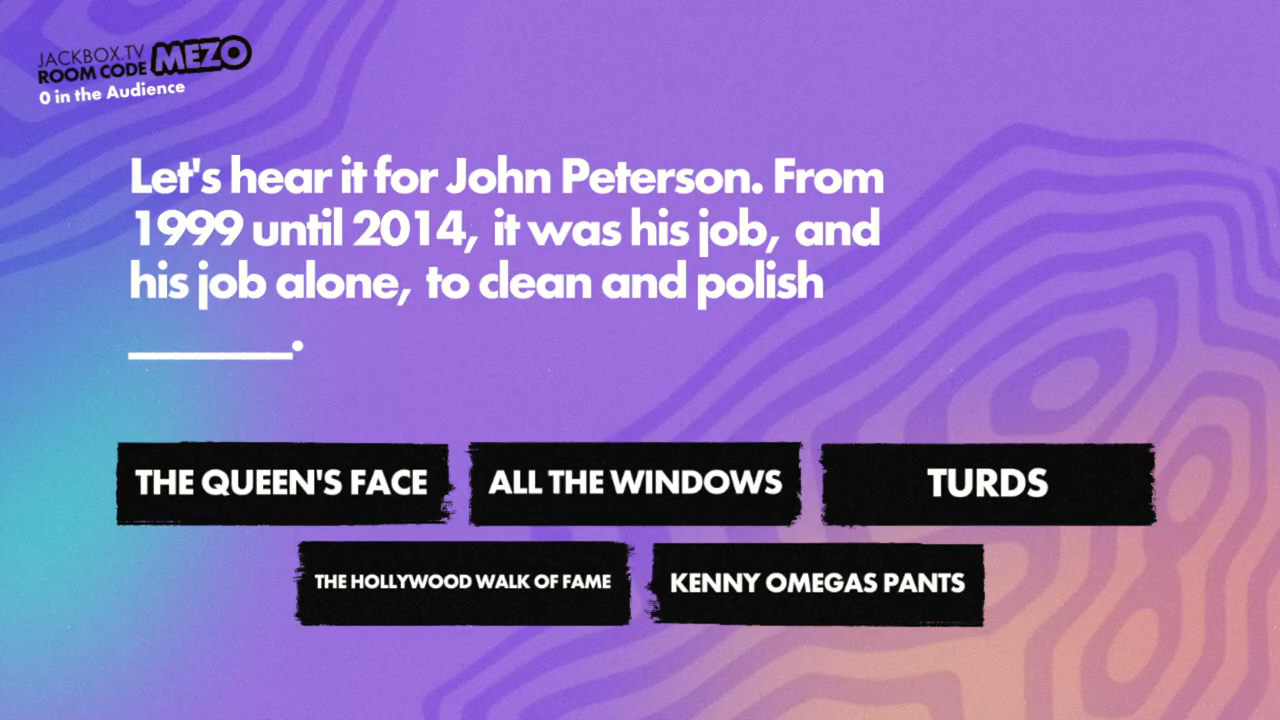 JACKBOX.TV
ROOM CODE MEZO
0 in the Audience
Let's hear it for John Peterson. From
1999 until 2014, it was his job, and
his job alone, to clean and polish
________.
THE QUEEN'S FACE
ALL THE WINDOWS
TURDS
THE HOLLYWOOD WALK OF FAME
KENNY OMEGAS PANTS